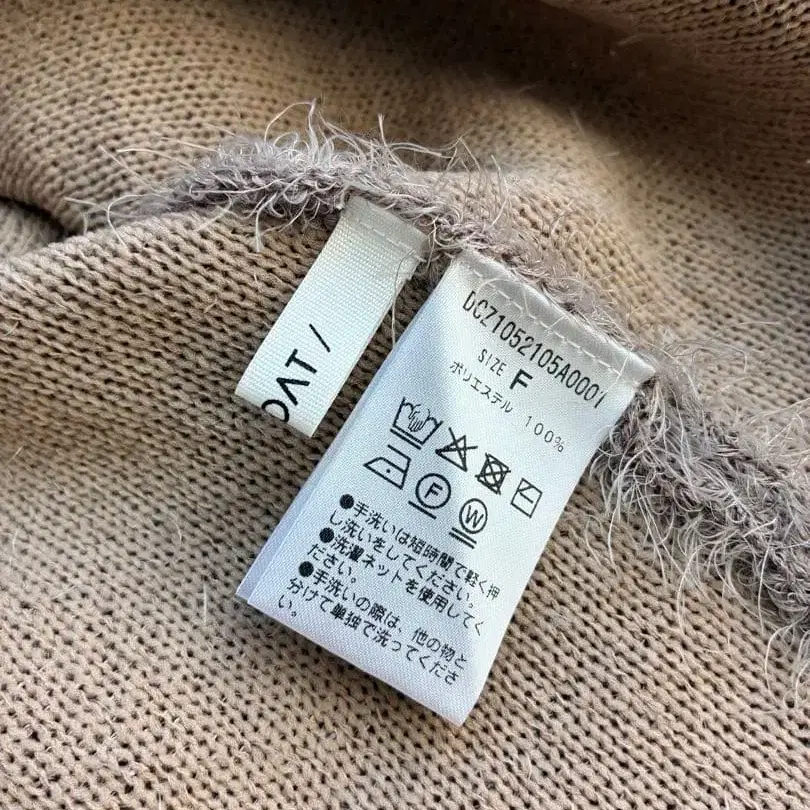 OAT /
DCZ1052105A0001
SIZE F
ポリエステル 100%
F W
●手洗いは短時間で軽く押
し洗いをしてください。
●洗濯ネットを使用してく
ださい。
●手洗いの際は、他の物と
分けて単独で洗ってくださ
い。